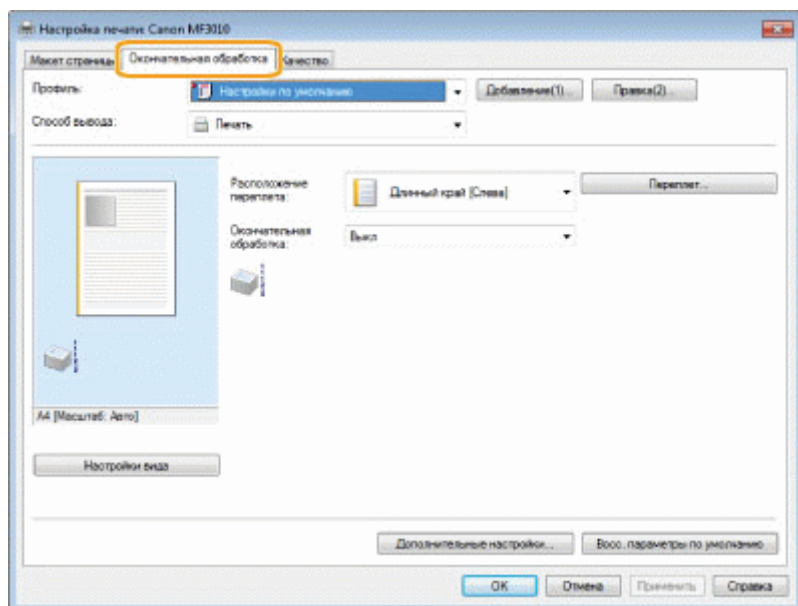 Настройка печати: Canon MF3010
Макет страницы Окончательная обработка Качество
Профиль: Настройки по умолчанию Добавление(1)... Правка(2)...
Способ вывода: Печать
Расположение переплета: Длинный край [Слева] Переплет...
Окончательная обработка: Выкл
A4 [Масштаб: Авто]
Настройки вида
Дополнительные настройки... Восс. параметры по умолчанию
OK Отмена Применить Справка